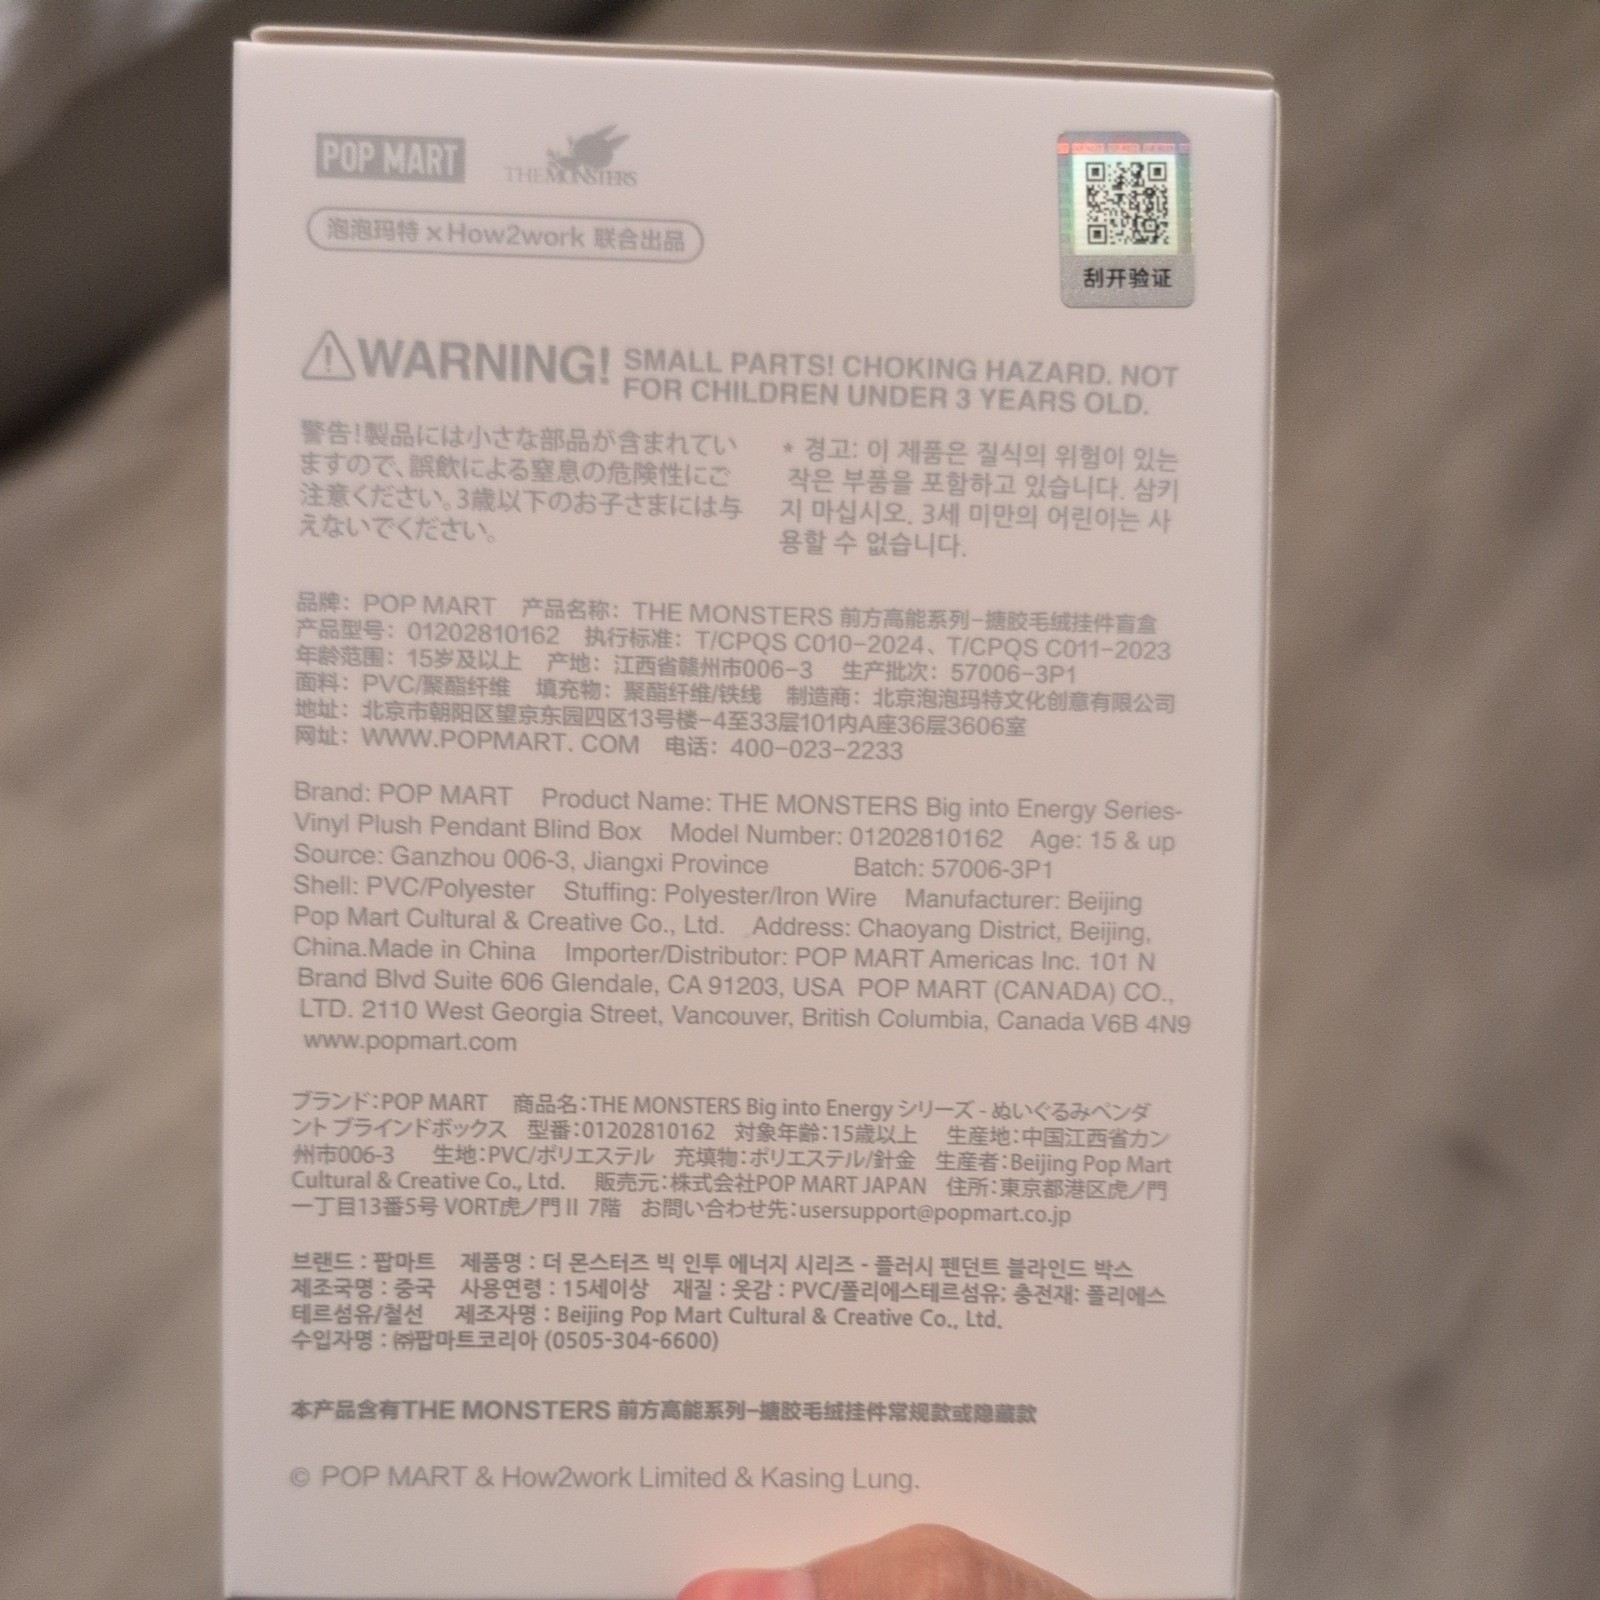 POP MART
THE MONSTERS
泡泡玛特 × How2work 联合出品
刮开验证
WARNING! SMALL PARTS! CHOKING HAZARD. NOT
FOR CHILDREN UNDER 3 YEARS OLD.
警告!製品には小さな部品が含まれてい
ますので、誤飲による窒息の危険性にご
注意ください。3歳以下のお子さまには与
えないでください。
* 경고: 이 제품은 질식의 위험이 있는
작은 부품을 포함하고 있습니다. 삼키
지 마십시오. 3세 미만의 어린이는 사
용할 수 없습니다.
品牌: POP MART 产品名称: THE MONSTERS 前方高能系列-搪胶毛绒挂件盲盒
产品型号: 01202810162 执行标准: T/CPQS C010-2024、T/CPQS C011-2023
年龄范围: 15岁及以上 产地: 江西省赣州市006-3 生产批次: 57006-3P1
面料: PVC/聚酯纤维 填充物: 聚酯纤维/铁线 制造商: 北京泡泡玛特文化创意有限公司
地址: 北京市朝阳区望京东园四区13号楼-4至33层101内A座36层3606室
网址: WWW.POPMART. COM 电话: 400-023-2233
Brand: POP MART Product Name: THE MONSTERS Big into Energy Series-
Vinyl Plush Pendant Blind Box Model Number: 01202810162 Age: 15 & up
Source: Ganzhou 006-3, Jiangxi Province Batch: 57006-3P1
Shell: PVC/Polyester Stuffing: Polyester/Iron Wire Manufacturer: Beijing
Pop Mart Cultural & Creative Co., Ltd. Address: Chaoyang District, Beijing,
China.Made in China Importer/Distributor: POP MART Americas Inc. 101 N
Brand Blvd Suite 606 Glendale, CA 91203, USA POP MART (CANADA) CO.,
LTD. 2110 West Georgia Street, Vancouver, British Columbia, Canada V6B 4N9
www.popmart.com
ブランド:POP MART 商品名:THE MONSTERS Big into Energy シリーズ - ぬいぐるみペンダ
ント ブラインドボックス 型番:01202810162 対象年齢:15歳以上 生産地:中国江西省カン
州市006-3 生地:PVC/ポリエステル 充填物:ポリエステル/針金 生産者:Beijing Pop Mart
Cultural & Creative Co., Ltd. 販売元:株式会社POP MART JAPAN 住所:東京都港区虎ノ門
一丁目13番5号 VORT虎ノ門II 7階 お問い合わせ先:usersupport@popmart.co.jp
브랜드 : 팝마트 제품명 : 더 몬스터즈 빅 인투 에너지 시리즈 - 플러시 펜던트 블라인드 박스
제조국명 : 중국 사용연령 : 15세이상 재질 : 옷감 : PVC/폴리에스테르섬유; 충전재: 폴리에스
테르섬유/철선 제조자명 : Beijing Pop Mart Cultural & Creative Co., Ltd.
수입자명 : ㈜팝마트코리아 (0505-304-6600)
本产品含有THE MONSTERS 前方高能系列-搪胶毛绒挂件常规款或隐藏款
© POP MART & How2work Limited & Kasing Lung.